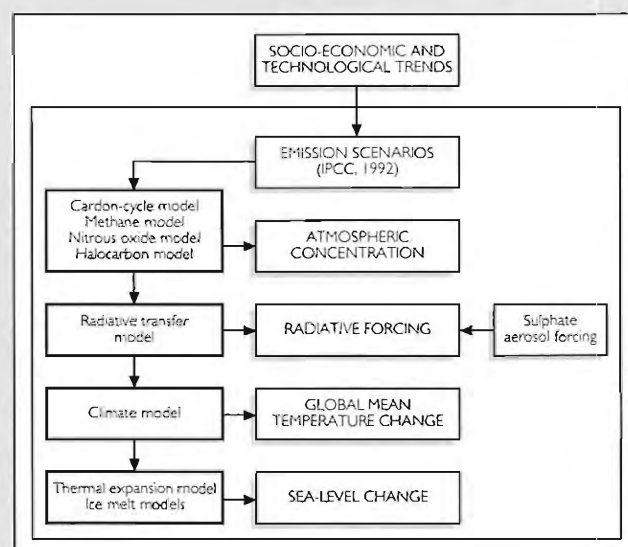 SOCIO-ECONOMIC AND
TECHNOLOGICAL TRENDS
EMISSION SCENARIOS
(IPCC, 1992)
Cardon-cycle model
Methane model
Nitrous oxide model
Halocarbon model
ATMOSPHERIC
CONCENTRATION
Radiative transfer
model
RADIATIVE FORCING
Sulphate
aerosol forcing
Climate model
GLOBAL MEAN
TEMPERATURE CHANGE
Thermal expansion model
Ice melt models
SEA-LEVEL CHANGE